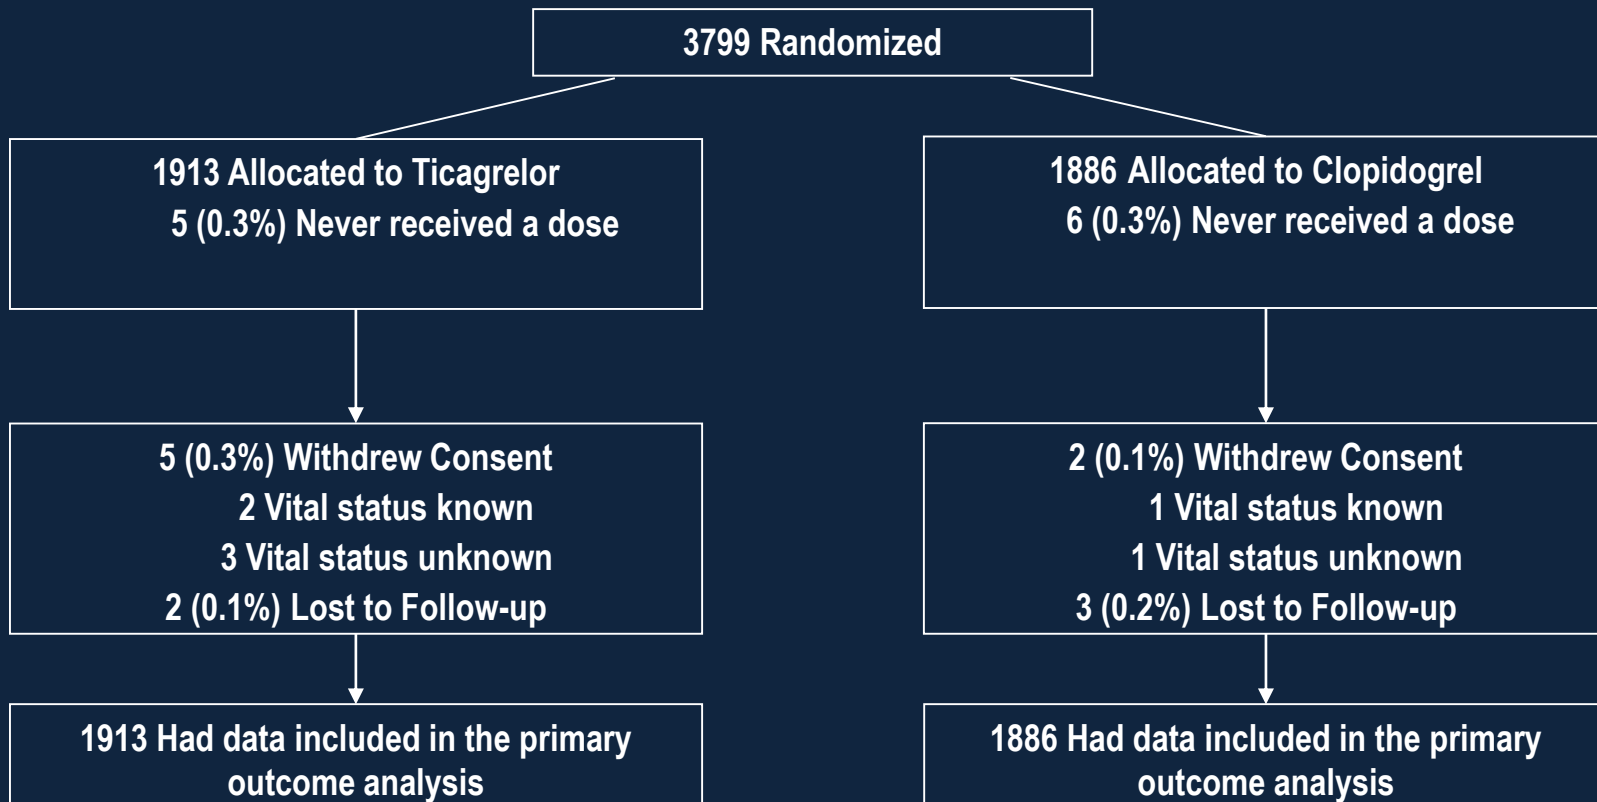 3799 Randomized
1913 Allocated to Ticagrelor
5 (0.3%) Never received a dose
1886 Allocated to Clopidogrel
6 (0.3%) Never received a dose
5 (0.3%) Withdrew Consent
2 Vital status known
3 Vital status unknown
2 (0.1%) Lost to Follow-up
2 (0.1%) Withdrew Consent
1 Vital status known
1 Vital status unknown
3 (0.2%) Lost to Follow-up
1913 Had data included in the primary
outcome analysis
1886 Had data included in the primary
outcome analysis